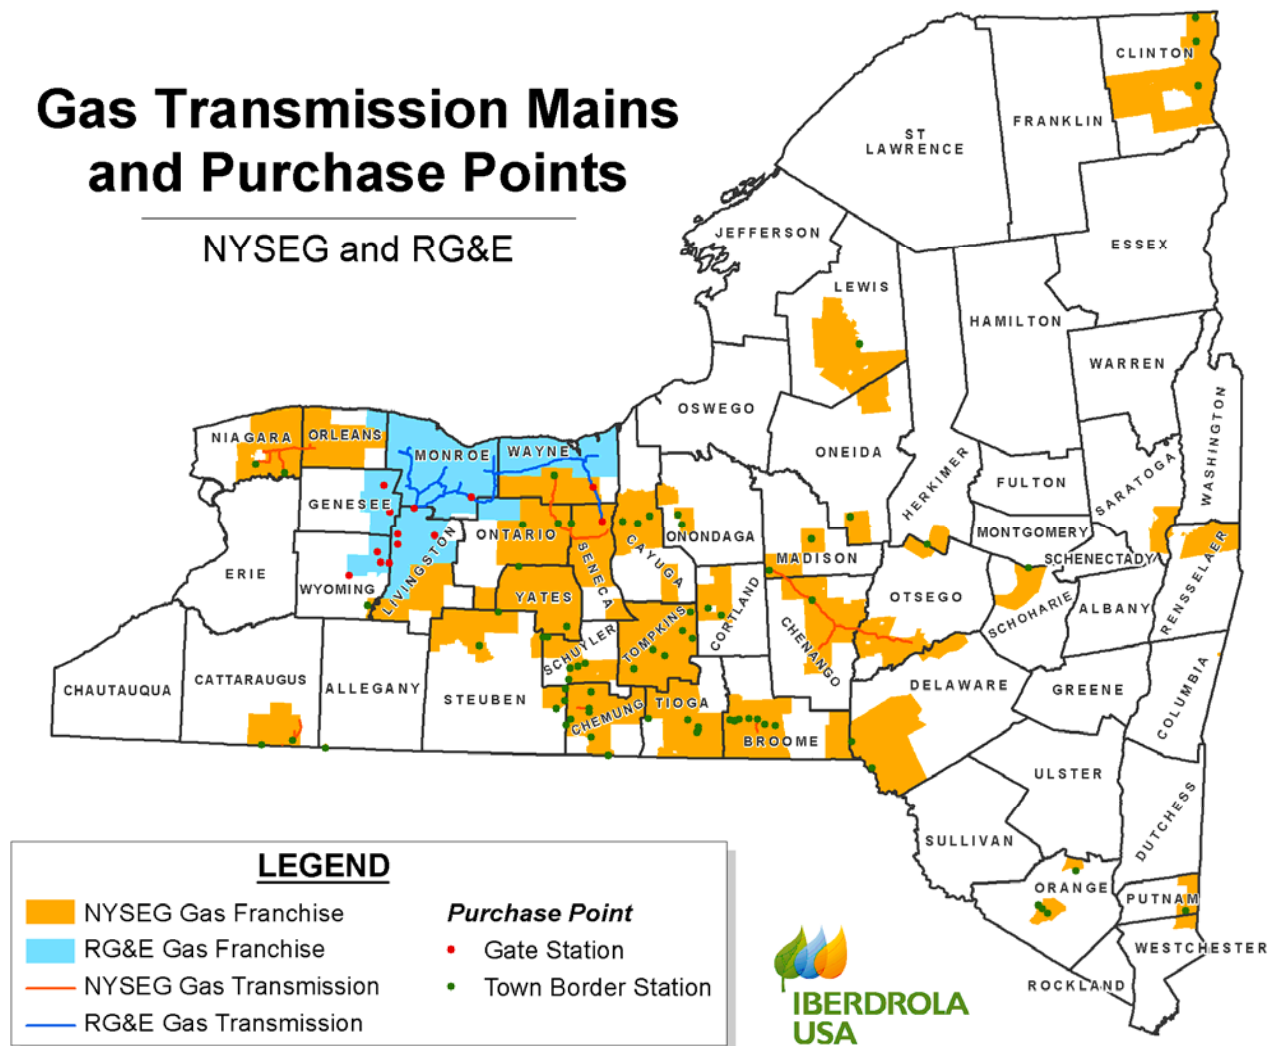 Gas Transmission Mains
and Purchase Points
NYSEG and RG&E
CLINTON
FRANKLIN
ST
LAWRENCE
JEFFERSON
ESSEX
LEWIS
HAMILTON
WARREN
WASHINGTON
OSWEGO
NIAGARA
ORLEANS
MONROE
WAYNE
ONEIDA
HERKIMER
SARATOGA
FULTON
GENESEE
ONTARIO
SENECA
CAYUGA
ONONDAGA
MADISON
MONTGOMERY
SCHENECTADY
RENSSELAER
ERIE
WYOMING
LIVINGSTON
YATES
CORTLAND
CHENANGO
OTSEGO
SCHOHARIE
ALBANY
SCHUYLER
TOMPKINS
CHAUTAUQUA
CATTARAUGUS
ALLEGANY
STEUBEN
CHEMUNG
TIOGA
BROOME
DELAWARE
GREENE
COLUMBIA
ULSTER
SULLIVAN
DUTCHESS
ORANGE
PUTNAM
WESTCHESTER
ROCKLAND
LEGEND
NYSEG Gas Franchise
RG&E Gas Franchise
NYSEG Gas Transmission
RG&E Gas Transmission
Purchase Point
Gate Station
Town Border Station
IBERDROLA
USA